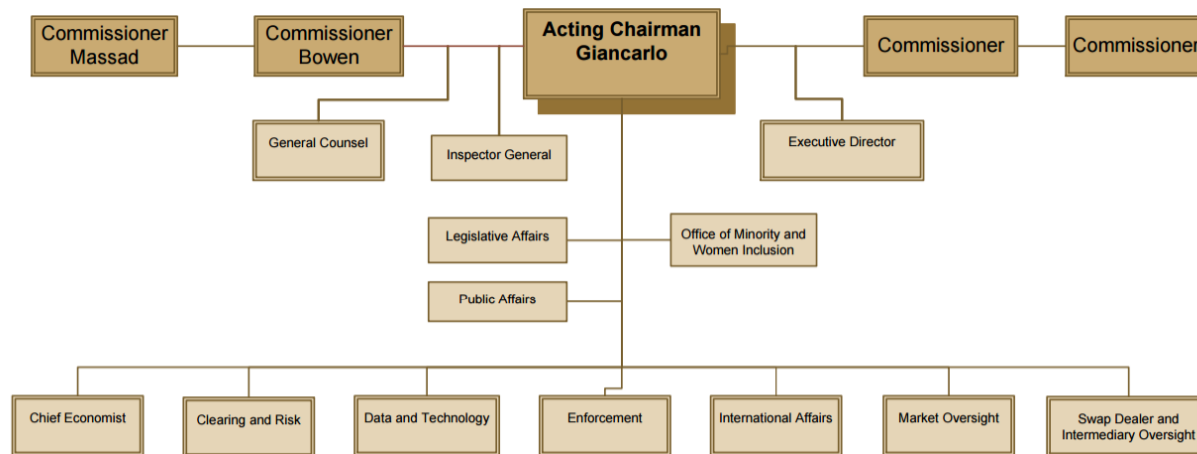 Commissioner
Massad
Commissioner
Bowen
Acting Chairman
Giancarlo
Commissioner
Commissioner
General Counsel
Inspector General
Executive Director
Legislative Affairs
Office of Minority and
Women Inclusion
Public Affairs
Chief Economist
Clearing and Risk
Data and Technology
Enforcement
International Affairs
Market Oversight
Swap Dealer and
Intermediary Oversight